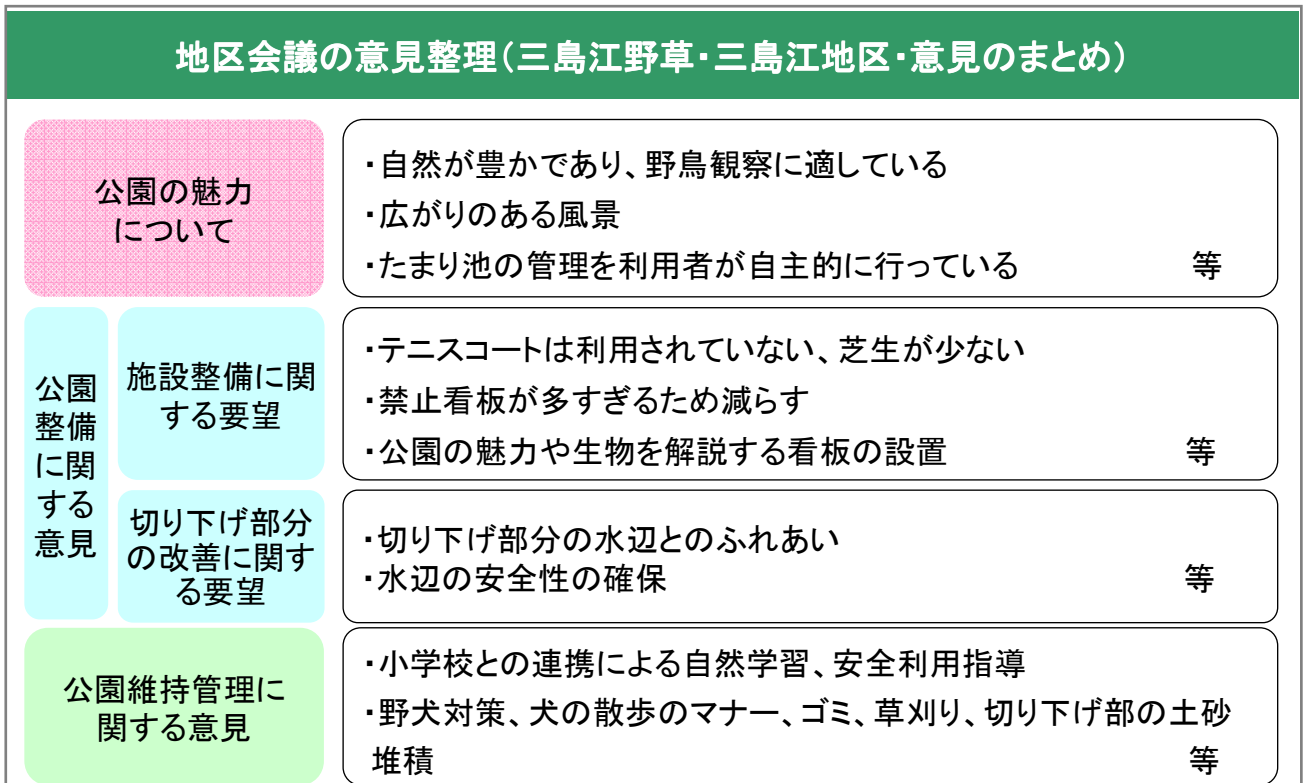 地区会議の意見整理(三島江野草・三島江地区・意見のまとめ)
公園の魅力
について
・自然が豊かであり、野鳥観察に適している
・広がりのある風景
・たまり池の管理を利用者が自主的に行っている 等
公園
整備
に関
する
意見
施設整備に関
する要望
・テニスコートは利用されていない、芝生が少ない
・禁止看板が多すぎるため減らす
・公園の魅力や生物を解説する看板の設置 等
切り下げ部分
の改善に関す
る要望
・切り下げ部分の水辺とのふれあい
・水辺の安全性の確保 等
公園維持管理に
関する意見
・小学校との連携による自然学習、安全利用指導
・野犬対策、犬の散歩のマナー、ゴミ、草刈り、切り下げ部の土砂
堆積 等